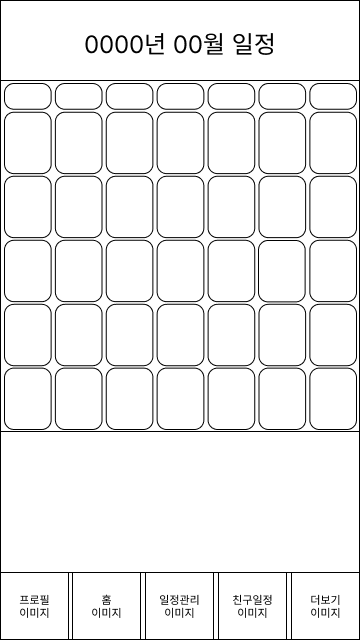 0000년 00월 일정
프로필
이미지
홈
이미지
일정관리
이미지
친구일정
이미지
더보기
이미지